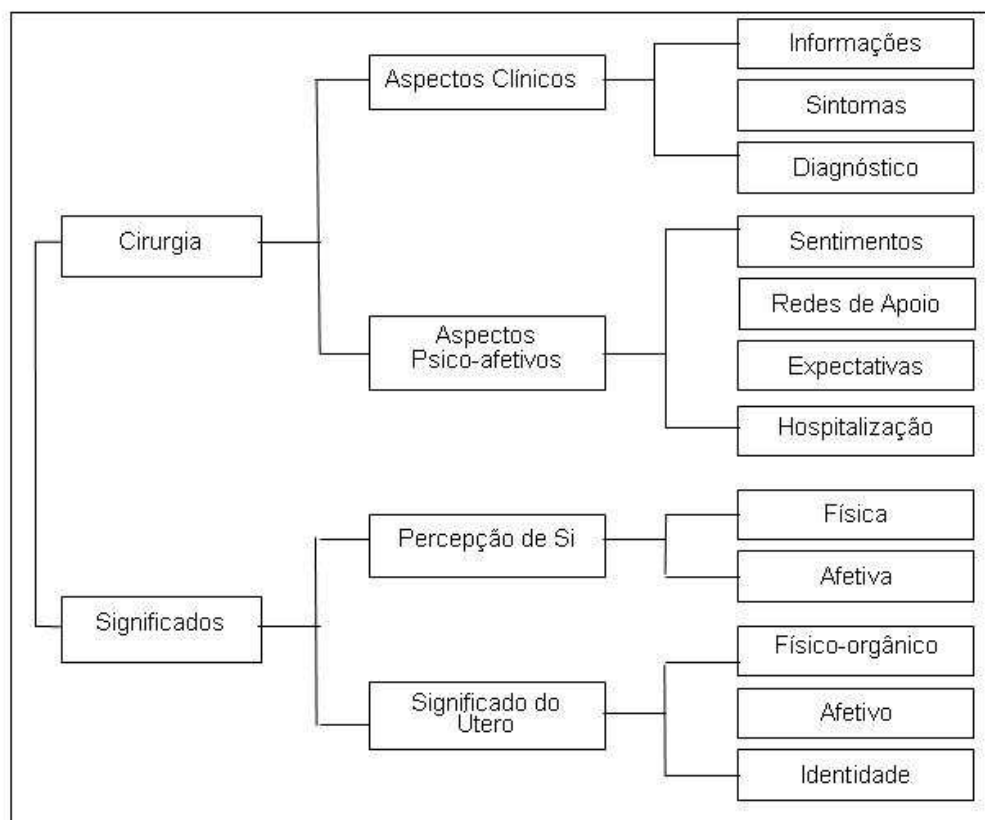 Informações
Aspectos Clínicos
Sintomas
Diagnóstico
Cirurgia
Sentimentos
Redes de Apoio
Aspectos
Psico-afetivos
Expectativas
Hospitalização
Física
Percepção de Si
Afetiva
Significados
Físico-orgânico
Significado do
Útero
Afetivo
Identidade